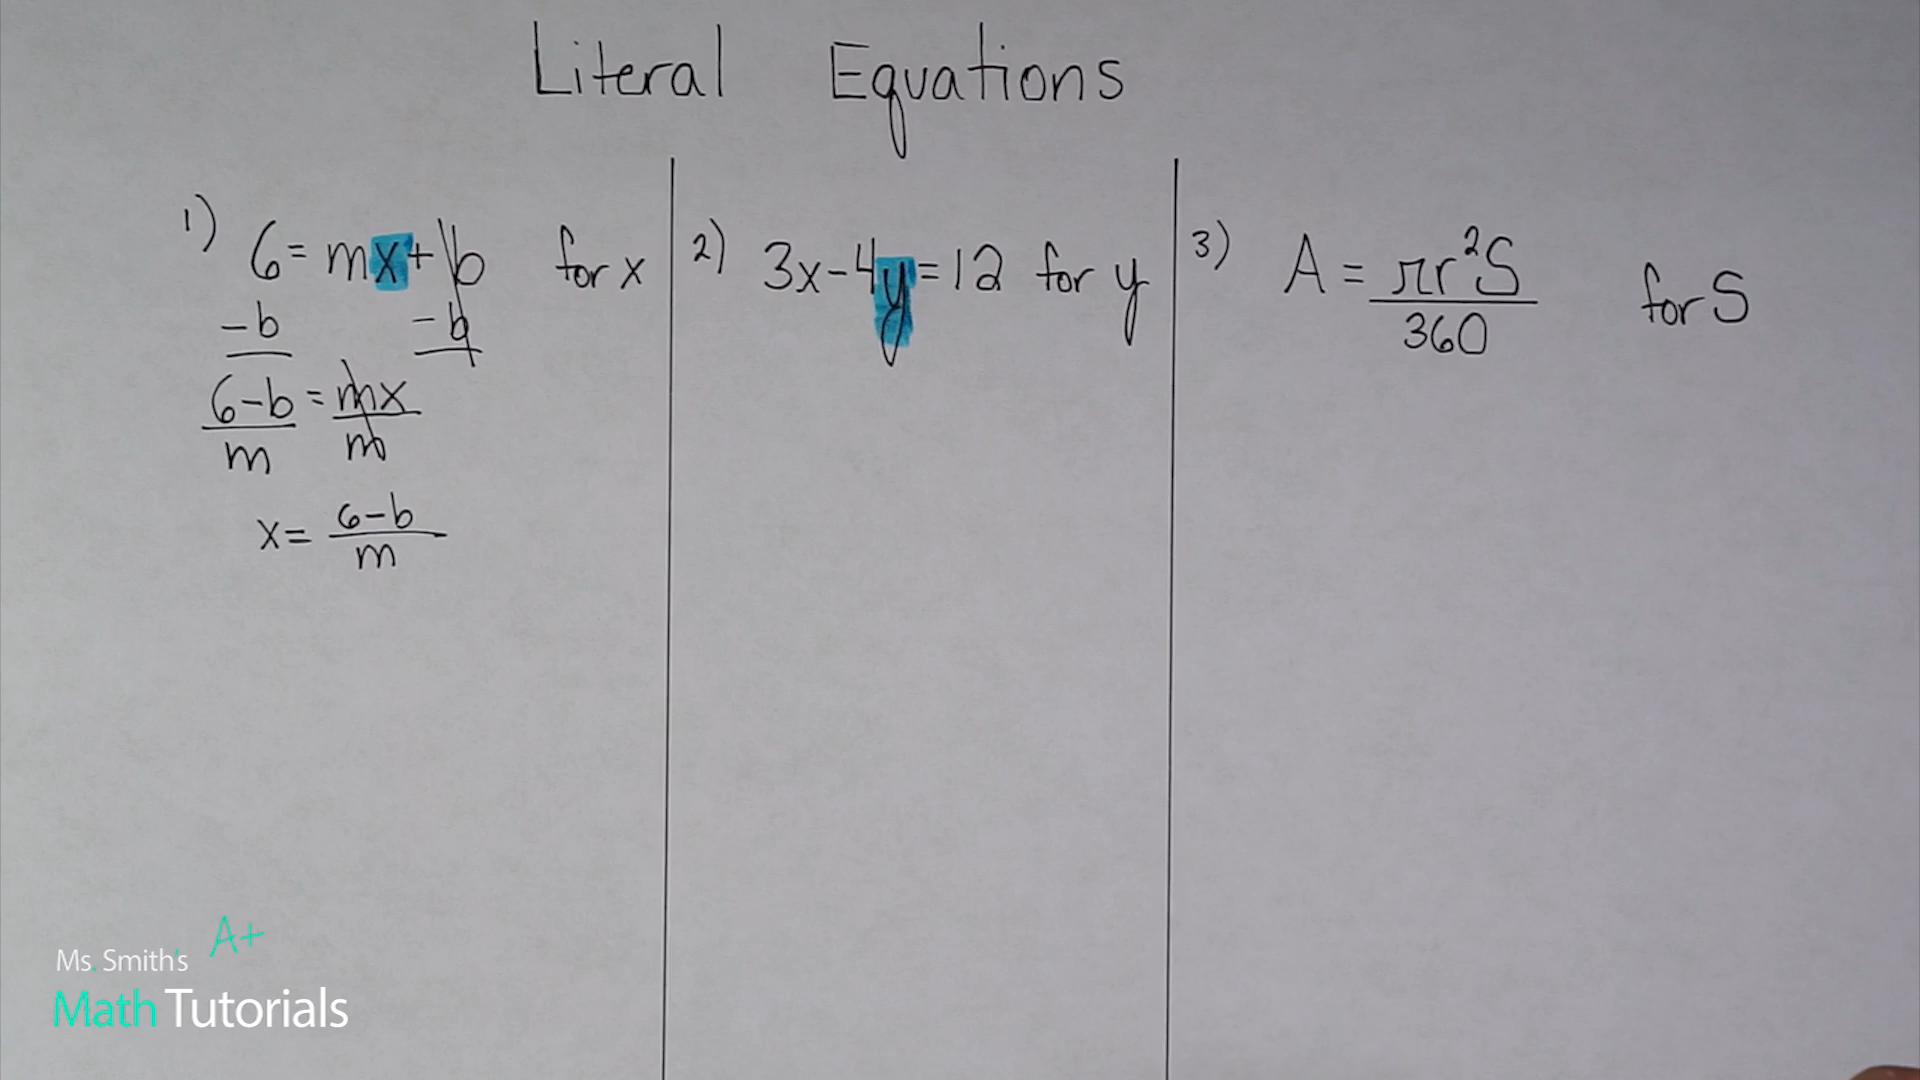 Literal Equations
1) 6 = mx + b for x
-b -b
6-b = mx
m m
x = 6-b
m
2) 3x - 4y = 12 for y
3) A = πr²S for S
360
A+
Ms. Smith's
Math Tutorials